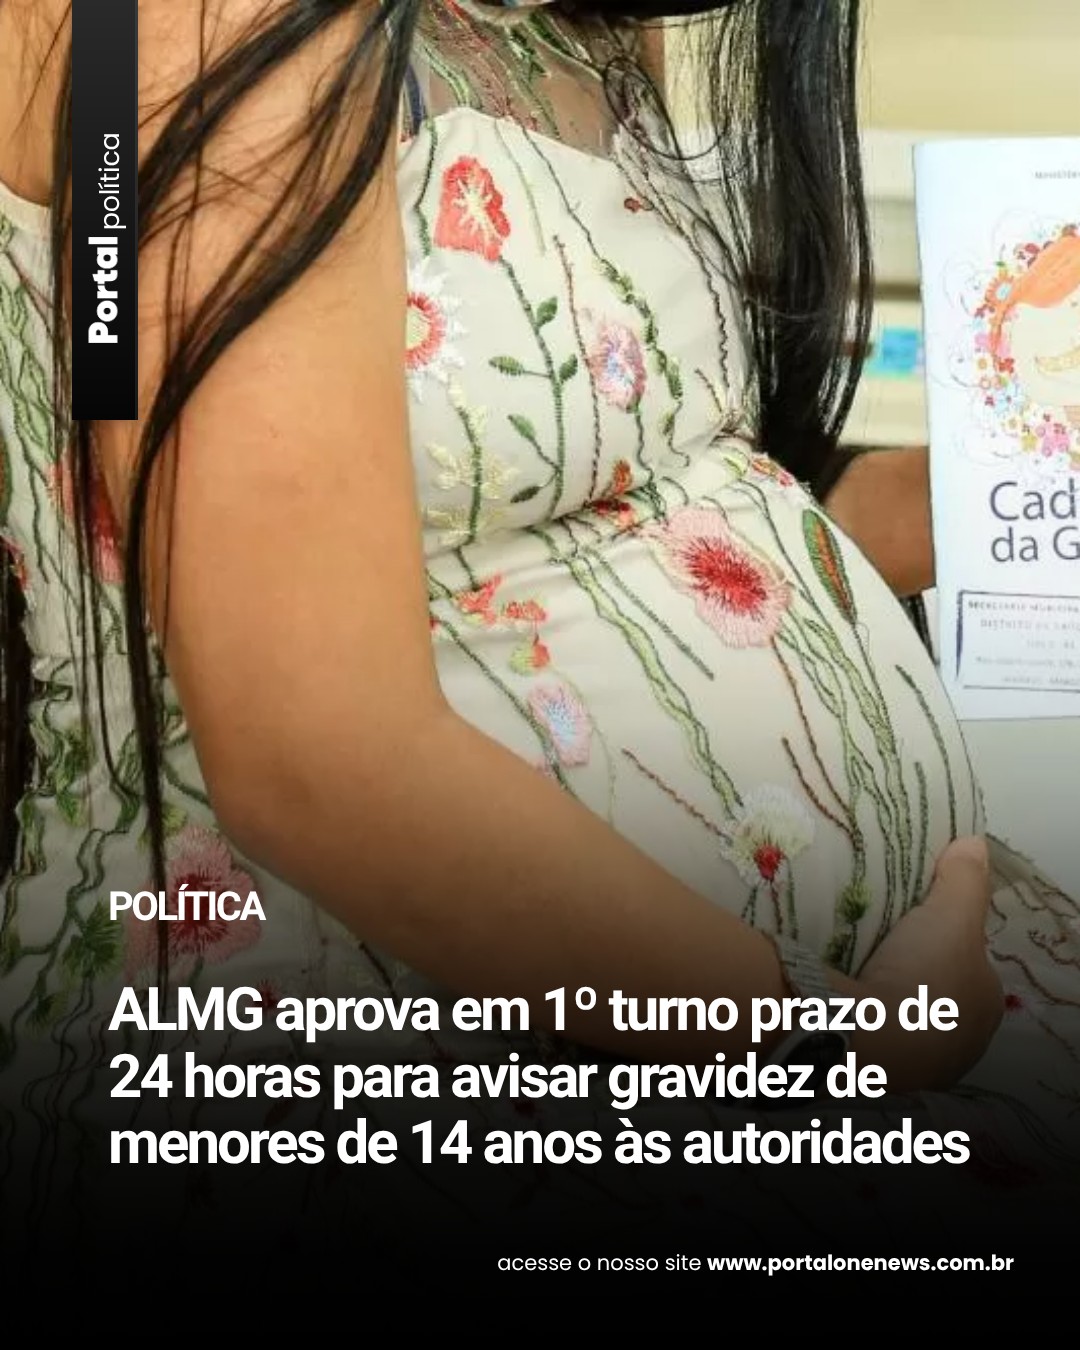 Portal política
Cad
da G
POLÍTICA
ALMG aprova em 1º turno prazo de
24 horas para avisar gravidez de
menores de 14 anos às autoridades
acesse o nosso site www.portalonenews.com.br